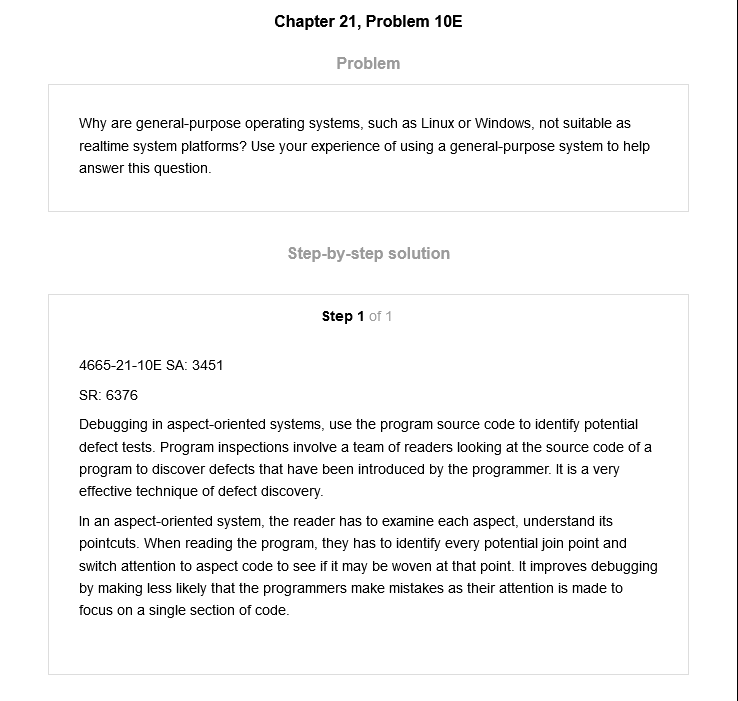 Chapter 21, Problem 10E
Problem
Why are general-purpose operating systems, such as Linux or Windows, not suitable as
realtime system platforms? Use your experience of using a general-purpose system to help
answer this question.
Step-by-step solution
Step 1 of 1
4665-21-10E SA: 3451
SR: 6376
Debugging in aspect-oriented systems, use the program source code to identify potential
defect tests. Program inspections involve a team of readers looking at the source code of a
program to discover defects that have been introduced by the programmer. It is a very
effective technique of defect discovery.
In an aspect-oriented system, the reader has to examine each aspect, understand its
pointcuts. When reading the program, they has to identify every potential join point and
switch attention to aspect code to see if it may be woven at that point. It improves debugging
by making less likely that the programmers make mistakes as their attention is made to
focus on a single section of code.